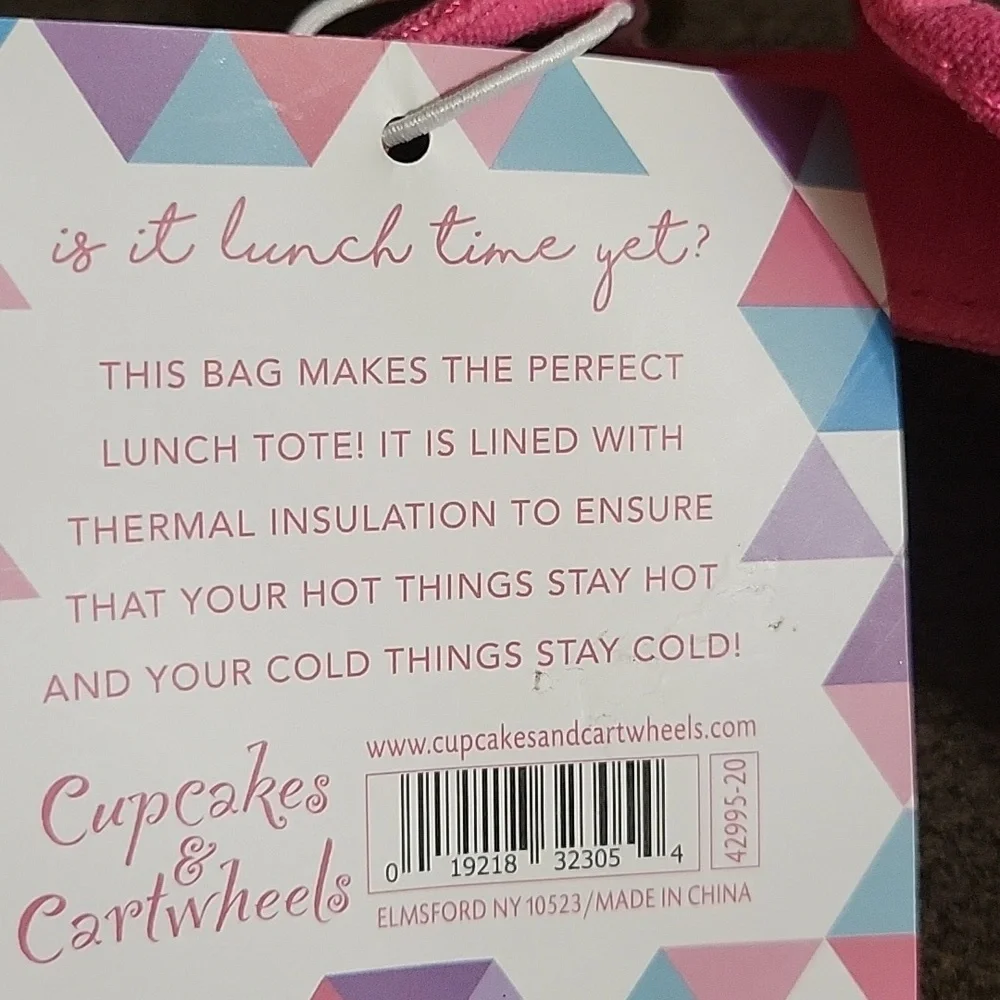 is it lunch time yet?
THIS BAG MAKES THE PERFECT
LUNCH TOTE! IT IS LINED WITH
THERMAL INSULATION TO ENSURE
THAT YOUR HOT THINGS STAY HOT
AND YOUR COLD THINGS STAY COLD!
Cupcakes
&
Cartwheels
www.cupcakesandcartwheels.com
0 19218 32305 4
42995-20
ELMSFORD NY 10523/MADE IN CHINA